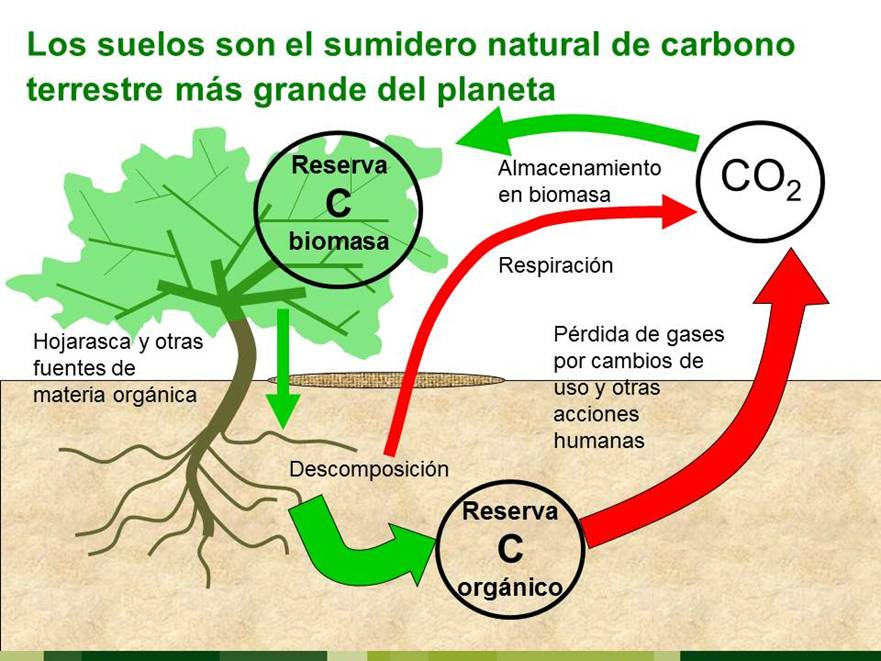 Los suelos son el sumidero natural de carbono
terrestre más grande del planeta
Reserva
C
biomasa
Almacenamiento
en biomasa
CO₂
Respiración
Hojarasca y otras
fuentes de
materia orgánica
Pérdida de gases
por cambios de
uso y otras
acciones
humanas
Descomposición
Reserva
C
orgánico